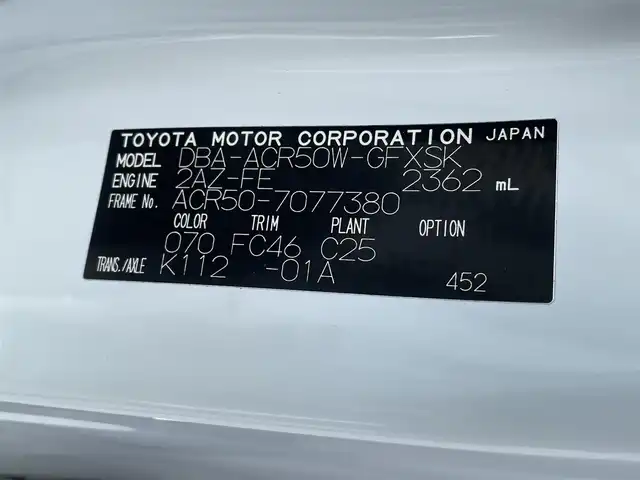 TOYOTA MOTOR CORPORATION JAPAN
MODEL DBA-ACR50W-GFXSK
ENGINE 2AZ-FE 2362 mL
FRAME No. ACR50-7077380
COLOR TRIM PLANT OPTION
070 FC46 C25
TRANS./AXLE K112 -01A 452